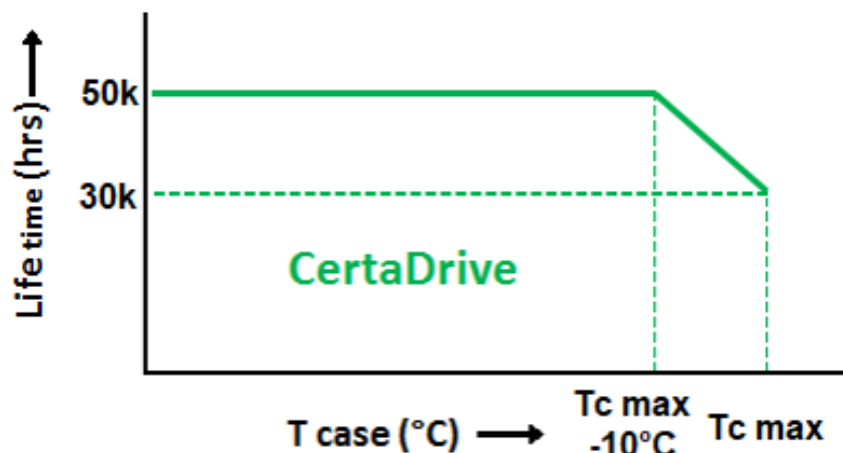 Life time (hrs)
50k
30k
CertaDrive
T case (°C)
Tc max
-10°C
Tc max